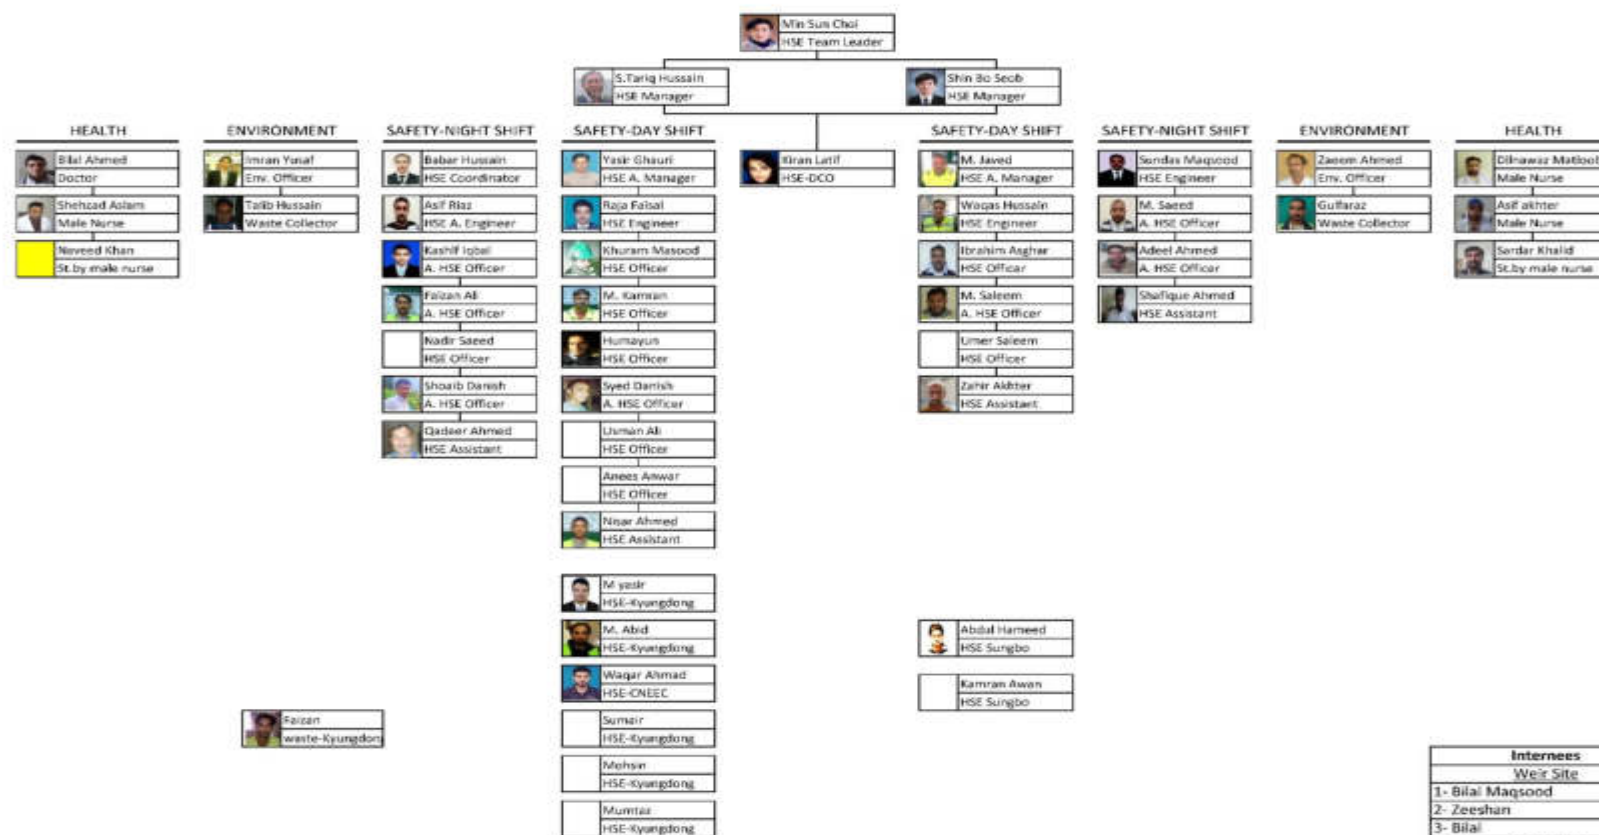 Min Sun Choi
HSE Team Leader
S.Tariq Hussain
HSE Manager
Shin Bo Seob
HSE Manager
HEALTH
ENVIRONMENT
SAFETY-NIGHT SHIFT
SAFETY-DAY SHIFT
SAFETY-DAY SHIFT
SAFETY-NIGHT SHIFT
ENVIRONMENT
HEALTH
Bilal Ahmed
Doctor
Shehzad Aslam
Male Nurse
Naveed Khan
St.by male nurse
Imran Yusaf
Env. Officer
Talib Hussain
Waste Collector
Babar Hussain
HSE Coordinator
Asif Riaz
HSE A. Engineer
Kashif Iqbal
A. HSE Officer
Faizan Ali
A. HSE Officer
Nadir Saeed
HSE Officer
Shoaib Danish
A. HSE Officer
Qadeer Ahmed
HSE Assistant
Yasir Ghauri
HSE A. Manager
Raja Faisal
HSE Engineer
Khuram Masood
HSE Officer
M. Kamran
HSE Officer
Humayun
HSE Officer
Syed Danish
A. HSE Officer
Usman Ali
HSE Officer
Anees Anwar
HSE Officer
Nisar Ahmed
HSE Assistant
M yasir
HSE-Kyungdong
M. Abid
HSE-Kyungdong
Waqar Ahmad
HSE-CNEEC
Sumair
HSE-Kyungdong
Mohsin
HSE-Kyungdong
Mumtaz
HSE-Kyungdong
Kiran Latif
HSE-DCO
M. Javed
HSE A. Manager
Waqas Hussain
HSE Engineer
Ibrahim Asghar
HSE Officer
M. Saleem
A. HSE Officer
Umer Saleem
HSE Officer
Zahir Akhter
HSE Assistant
Abdal Hameed
HSE Sungbo
Kamran Awan
HSE Sungbo
Sundas Maqsood
HSE Engineer
M. Saeed
A. HSE Officer
Adeel Ahmed
A. HSE Officer
Shafique Ahmed
HSE Assistant
Zaeem Ahmed
Env. Officer
Gulfaraz
Waste Collector
Dilnawaz Matloob
Male Nurse
Asif akhter
Male Nurse
Sardar Khalid
St.by male nurse
Faizan
waste-Kyungdong
Internees
Weir Site
1- Bilal Maqsood
2- Zeeshan
3- Bilal